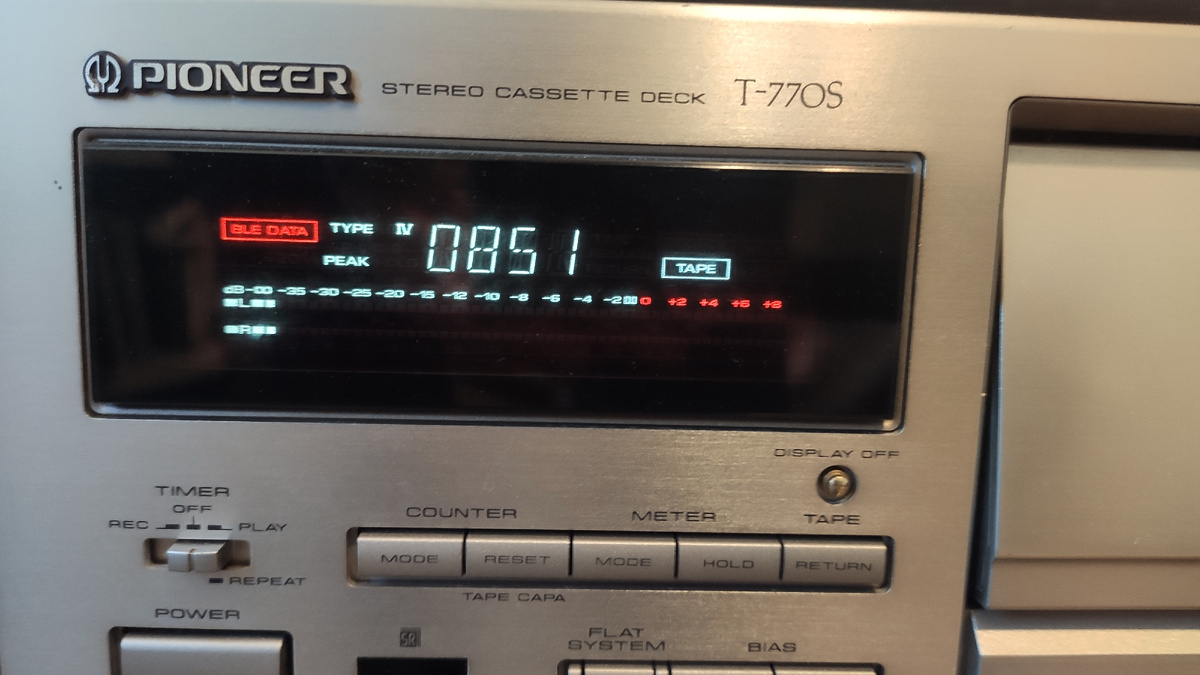 PIONEER STEREO CASSETTE DECK T-770S
BLE DATA TYPE IV 0851
PEAK TAPE
dB-∞ -35 -30 -25 -20 -15 -12 -10 -8 -6 -4 -2 0 +2 +4 +6 +8
L
R
DISPLAY OFF
TIMER
OFF
COUNTER METER TAPE
REC PLAY
MODE RESET MODE HOLD RETURN
REPEAT
TAPE CAPA
POWER
FLAT
SYSTEM BIAS